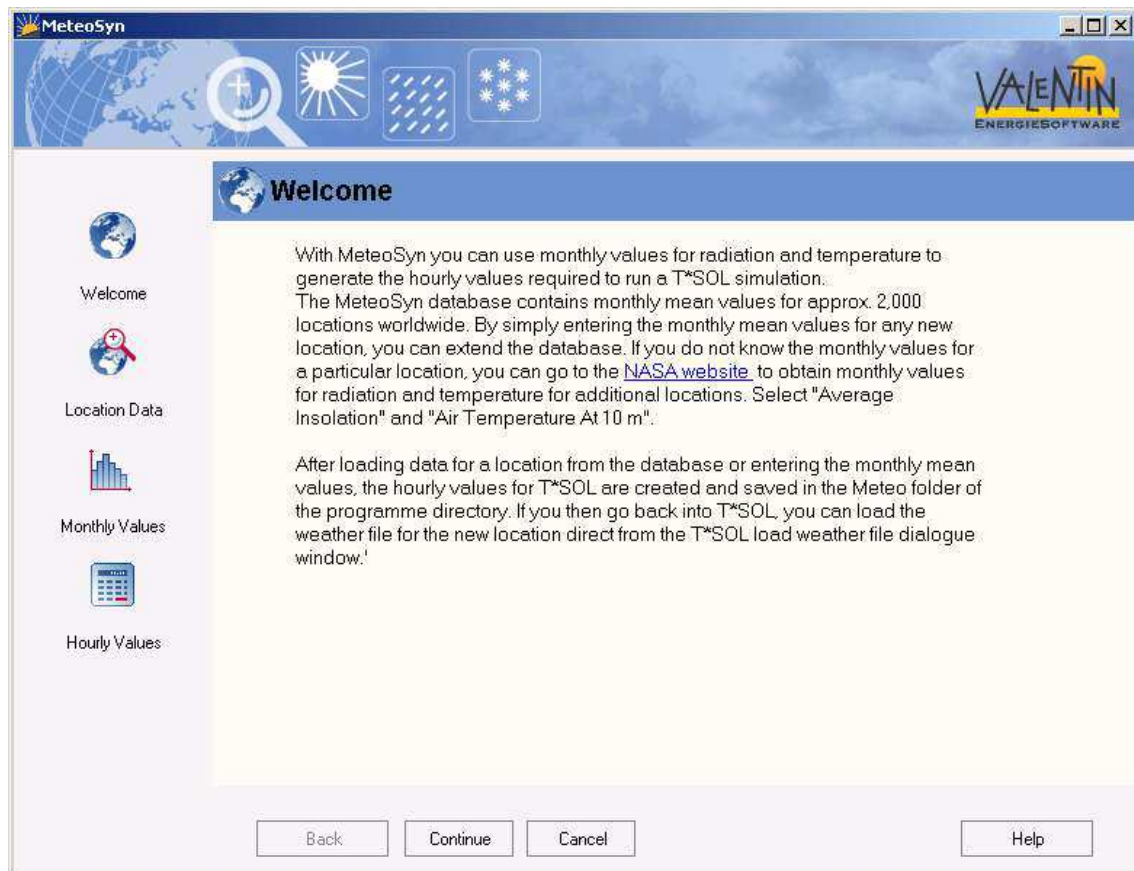 MeteoSyn
VALENTIN
ENERGIESOFTWARE
Welcome
Welcome
Location Data
Monthly Values
Hourly Values
With MeteoSyn you can use monthly values for radiation and temperature to
generate the hourly values required to run a T*SOL simulation.
The MeteoSyn database contains monthly mean values for approx. 2,000
locations worldwide. By simply entering the monthly mean values for any new
location, you can extend the database. If you do not know the monthly values for
a particular location, you can go to the NASA website to obtain monthly values
for radiation and temperature for additional locations. Select "Average
Insolation" and "Air Temperature At 10 m".
After loading data for a location from the database or entering the monthly mean
values, the hourly values for T*SOL are created and saved in the Meteo folder of
the programme directory. If you then go back into T*SOL, you can load the
weather file for the new location direct from the T*SOL load weather file dialogue
window.'
Back
Continue
Cancel
Help